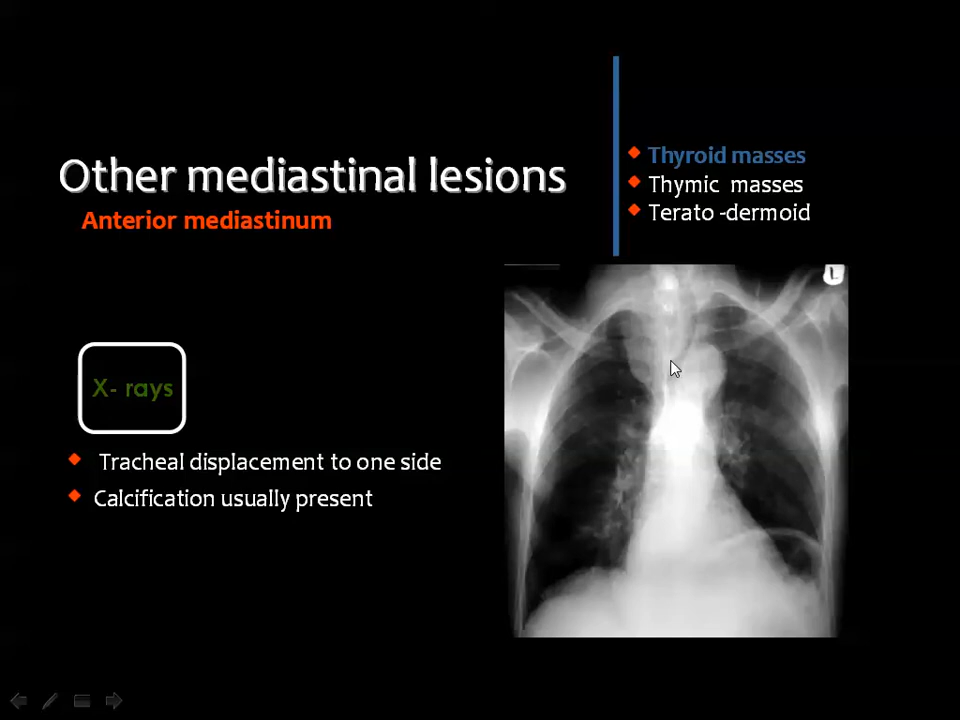 Other mediastinal lesions
Anterior mediastinum
Thyroid masses
Thymic masses
Terato -dermoid
L
X- rays
Tracheal displacement to one side
Calcification usually present